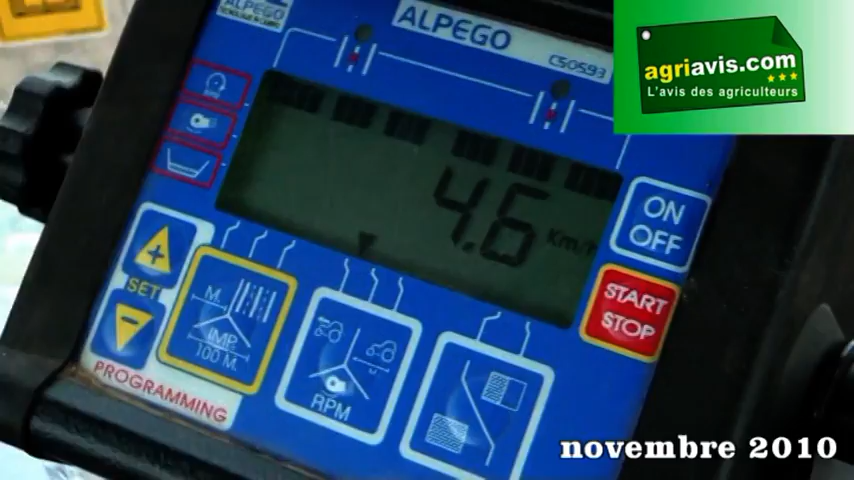 ALPEGO
ALPEGO
CS0593
agriavis.com
L'avis des agriculteurs
4.6 Km/h
ON
OFF
START
STOP
SET
M.
IMP.
100 M.
RPM
PROGRAMMING
novembre 2010